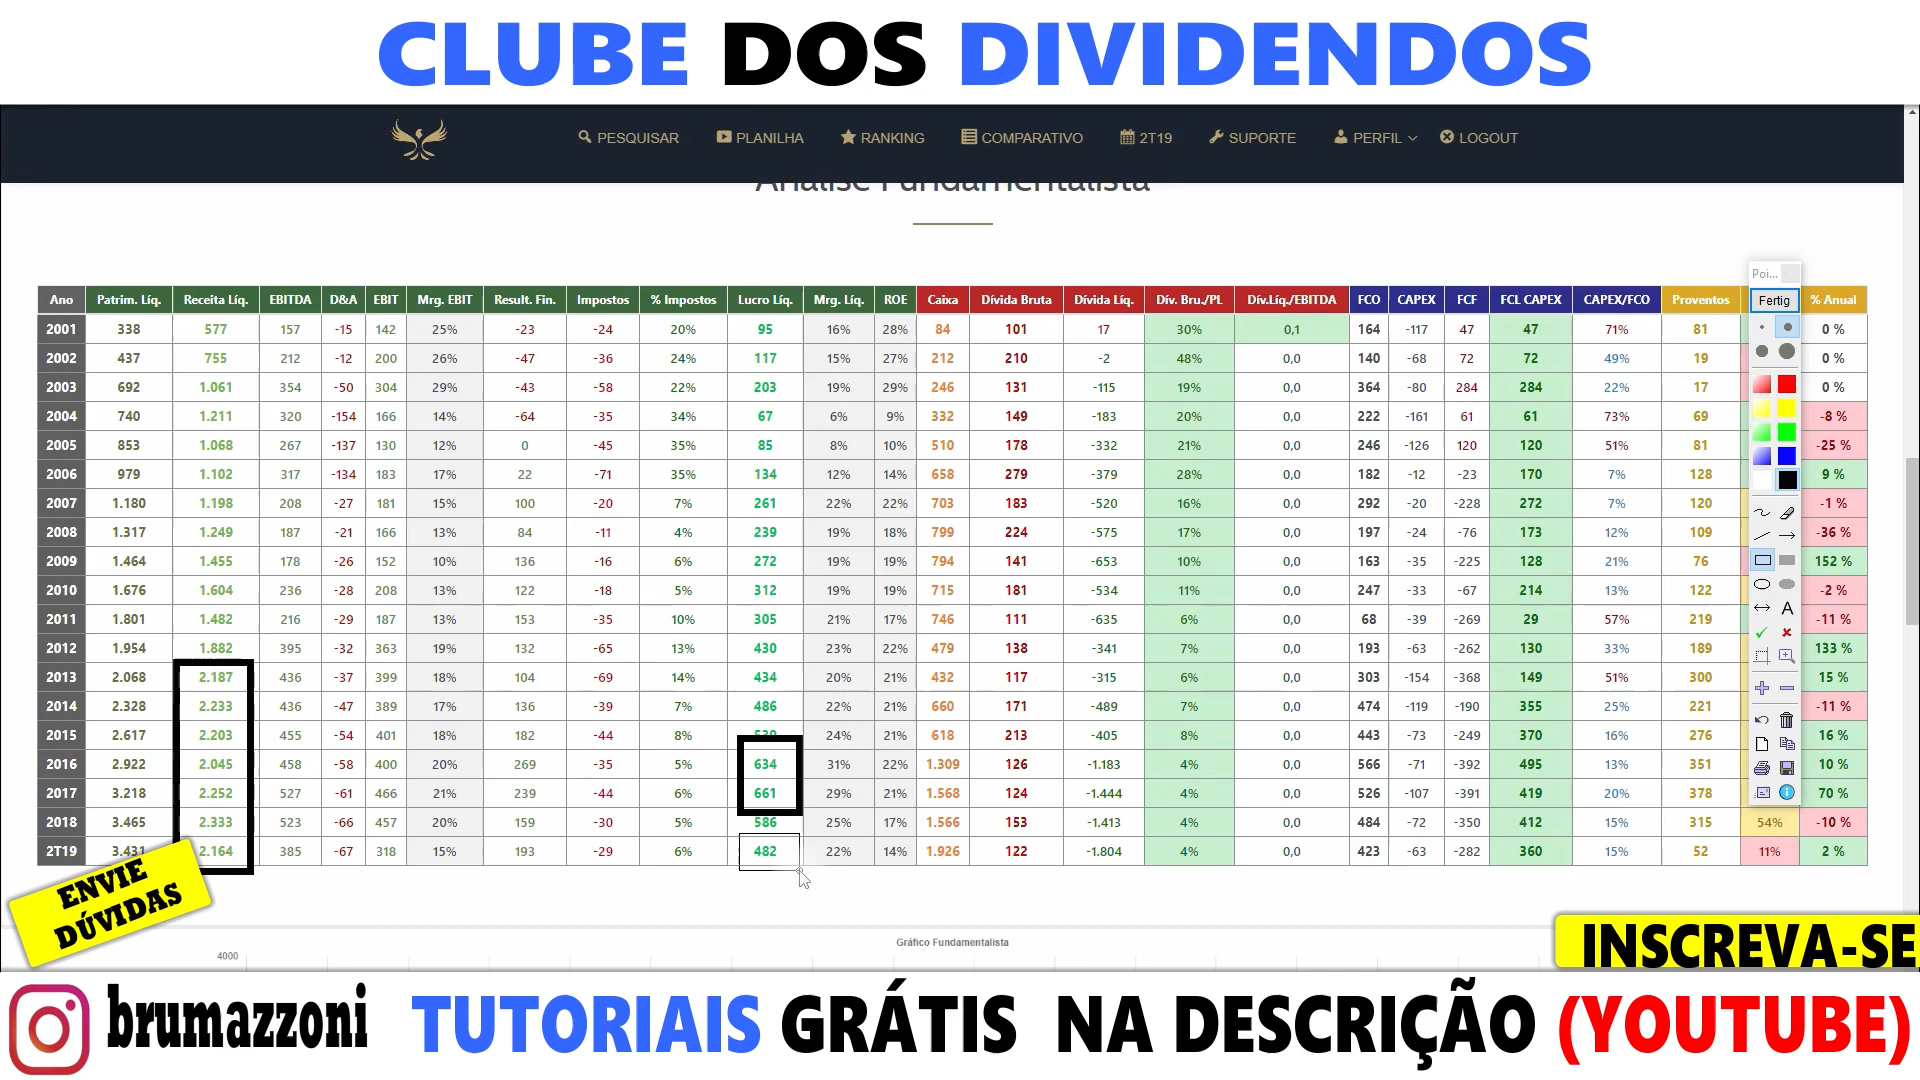 CLUBE DOS DIVIDENDOS
PESQUISAR PLANILHA RANKING COMPARATIVO 2T19 SUPORTE PERFIL LOGOUT
Análise Fundamentalista
Poi...
Fertig
Ano Patrim. Líq. Receita Líq. EBITDA D&A EBIT Mrg. EBIT Result. Fin. Impostos % Impostos Lucro Líq. Mrg. Líq. ROE Caixa Dívida Bruta Dívida Líq. Dív. Bru./PL Dív.Líq./EBITDA FCO CAPEX FCF FCL CAPEX CAPEX/FCO Proventos % Anual
2001 338 577 157 -15 142 25% -23 -24 20% 95 16% 28% 84 101 17 30% 0,1 164 -117 47 47 71% 81 0 %
2002 437 755 212 -12 200 26% -47 -36 24% 117 15% 27% 212 210 -2 48% 0,0 140 -68 72 72 49% 19 0 %
2003 692 1.061 354 -50 304 29% -43 -58 22% 203 19% 29% 246 131 -115 19% 0,0 364 -80 284 284 22% 17 0 %
2004 740 1.211 320 -154 166 14% -64 -35 34% 67 6% 9% 332 149 -183 20% 0,0 222 -161 61 61 73% 69 -8 %
2005 853 1.068 267 -137 130 12% 0 -45 35% 85 8% 10% 510 178 -332 21% 0,0 246 -126 120 120 51% 81 -25 %
2006 979 1.102 317 -134 183 17% 22 -71 35% 134 12% 14% 658 279 -379 28% 0,0 182 -12 -23 170 7% 128 9 %
2007 1.180 1.198 208 -27 181 15% 100 -20 7% 261 22% 22% 703 183 -520 16% 0,0 292 -20 -228 272 7% 120 -1 %
2008 1.317 1.249 187 -21 166 13% 84 -11 4% 239 19% 18% 799 224 -575 17% 0,0 197 -24 -76 173 12% 109 -36 %
2009 1.464 1.455 178 -26 152 10% 136 -16 6% 272 19% 19% 794 141 -653 10% 0,0 163 -35 -225 128 21% 76 152 %
2010 1.676 1.604 236 -28 208 13% 122 -18 5% 312 19% 19% 715 181 -534 11% 0,0 247 -33 -67 214 13% 122 -2 %
2011 1.801 1.482 216 -29 187 13% 153 -35 10% 305 21% 17% 746 111 -635 6% 0,0 68 -39 -269 29 57% 219 -11 %
2012 1.954 1.882 395 -32 363 19% 132 -65 13% 430 23% 22% 479 138 -341 7% 0,0 193 -63 -262 130 33% 189 133 %
2013 2.068 2.187 436 -37 399 18% 104 -69 14% 434 20% 21% 432 117 -315 6% 0,0 303 -154 -368 149 51% 300 15 %
2014 2.328 2.233 436 -47 389 17% 136 -39 7% 486 22% 21% 660 171 -489 7% 0,0 474 -119 -190 355 25% 221 -11 %
2015 2.617 2.203 455 -54 401 18% 182 -44 8% 24% 21% 618 213 -405 8% 0,0 443 -73 -249 370 16% 276 16 %
2016 2.922 2.045 458 -58 400 20% 269 -35 5% 634 31% 22% 1.309 126 -1.183 4% 0,0 566 -71 -392 495 13% 351 10 %
2017 3.218 2.252 527 -61 466 21% 239 -44 6% 661 29% 21% 1.568 124 -1.444 4% 0,0 526 -107 -391 419 20% 378 70 %
2018 3.465 2.333 523 -66 457 20% 159 -30 5% 586 25% 17% 1.566 153 -1.413 4% 0,0 484 -72 -350 412 15% 315 54% -10 %
2T19 3.431 2.164 385 -67 318 15% 193 -29 6% 482 22% 14% 1.926 122 -1.804 4% 0,0 423 -63 -282 360 15% 52 11% 2 %
ENVIE
DÚVIDAS
Gráfico Fundamentalista
4000
INSCREVA-SE
brumazzoni TUTORIAIS GRÁTIS NA DESCRIÇÃO (YOUTUBE)